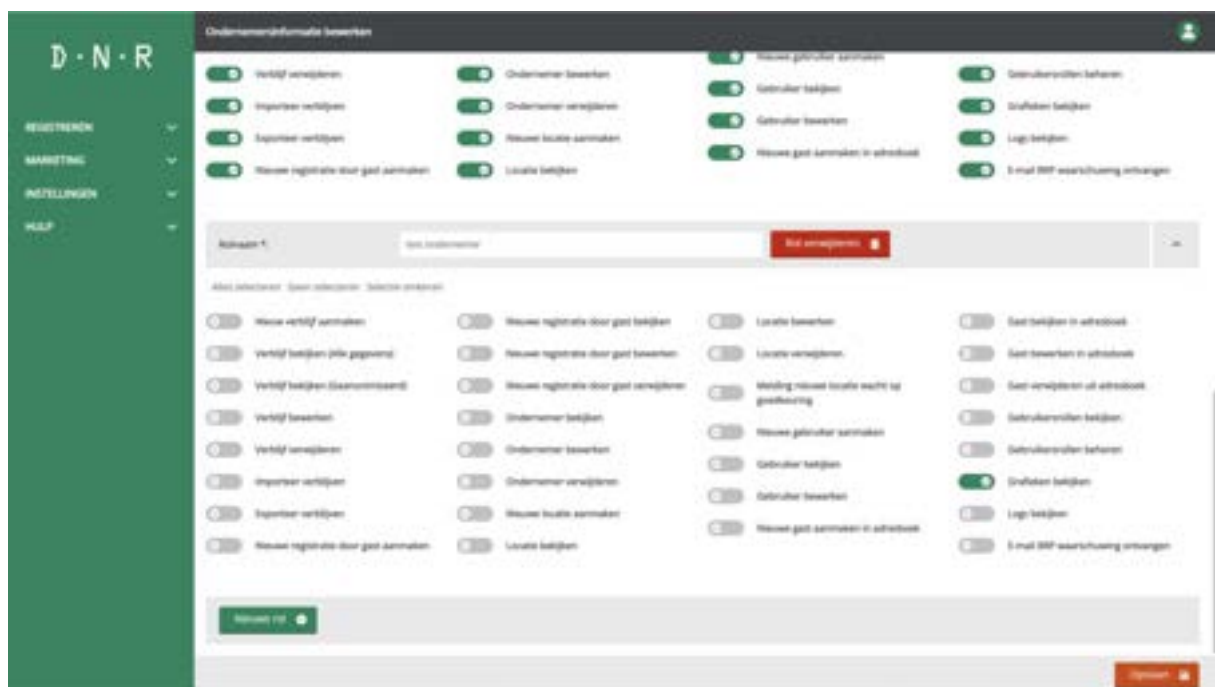 Ondernemersinformatie bewerken
D·N·R
REGISTREREN
MARKETING
INSTELLINGEN
HULP
Verblijf verwijderen
Importeer verblijven
Exporteer verblijven
Nieuwe registratie door gast aanmaken
Ondernemer bewerken
Ondernemer verwijderen
Nieuwe locatie aanmaken
Locatie bekijken
Nieuwe gebruiker aanmaken
Gebruiker bekijken
Gebruiker bewerken
Nieuwe gast aanmaken in adresboek
Gebruikersrollen beheren
Grafieken bekijken
Logs bekijken
E-mail BRP waarschuwing ontvangen
Rolnaam *:
ondernemer
Rol verwijderen
Alles selecteren Geen selecteren Selectie omkeren
Nieuw verblijf aanmaken
Verblijf bekijken (Alle gegevens)
Verblijf bekijken (Geanonimiseerd)
Verblijf bewerken
Verblijf verwijderen
Importeer verblijven
Exporteer verblijven
Nieuwe registratie door gast aanmaken
Nieuwe registratie door gast bekijken
Nieuwe registratie door gast bewerken
Nieuwe registratie door gast verwijderen
Ondernemer bekijken
Ondernemer bewerken
Ondernemer verwijderen
Nieuwe locatie aanmaken
Locatie bekijken
Locatie bewerken
Locatie verwijderen
Melding nieuwe locatie wacht op
goedkeuring
Nieuwe gebruiker aanmaken
Gebruiker bekijken
Gebruiker bewerken
Nieuwe gast aanmaken in adresboek
Gast bekijken in adresboek
Gast bewerken in adresboek
Gast verwijderen uit adresboek
Gebruikersrollen bekijken
Gebruikersrollen beheren
Grafieken bekijken
Logs bekijken
E-mail BRP waarschuwing ontvangen
Nieuwe rol
Opslaan